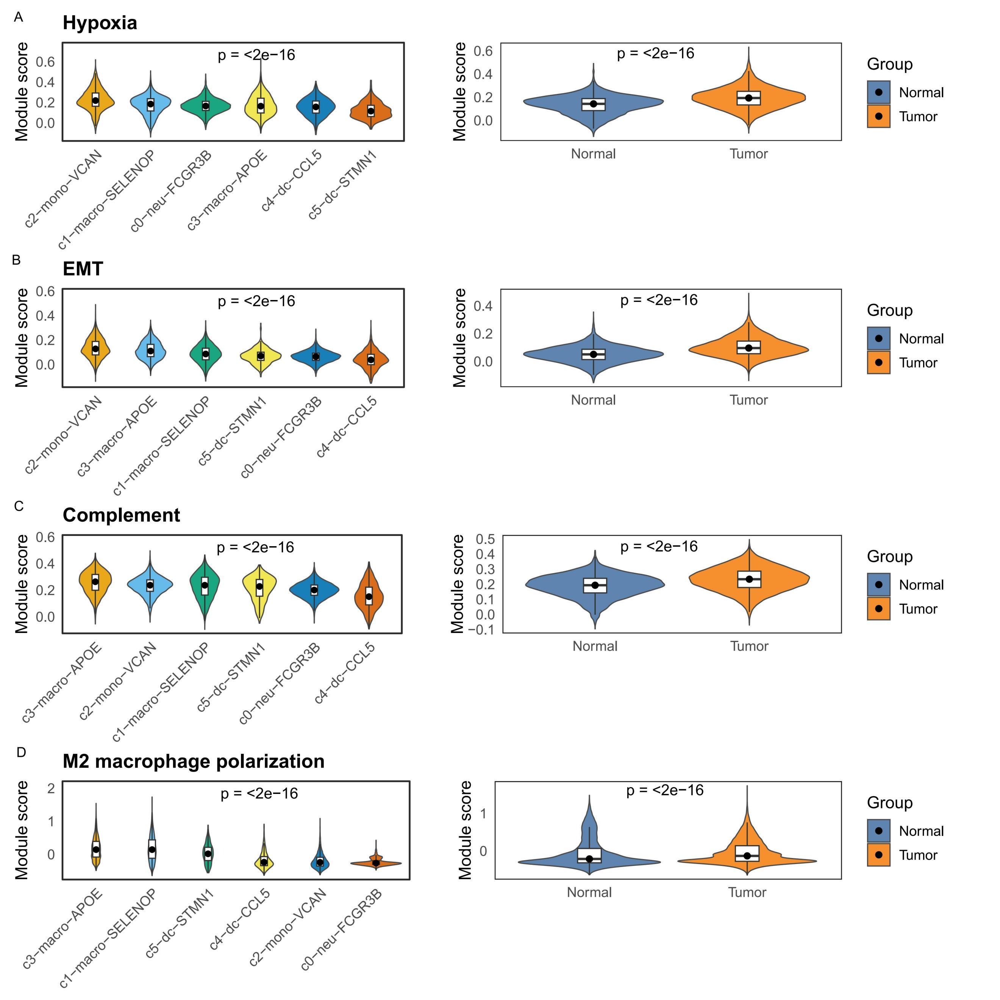 A
Hypoxia
Module score
0.6
0.4
0.2
0.0
p = <2e−16
c2−mono−VCAN
c1−macro−SELENOP
c0−neu−FCGR3B
c3−macro−APOE
c4−dc−CCL5
c5−dc−STMN1
Module score
0.6
0.4
0.2
0.0
p = <2e−16
Normal
Tumor
Group
Normal
Tumor
B
EMT
Module score
0.6
0.4
0.2
0.0
p = <2e−16
c2−mono−VCAN
c3−macro−APOE
c1−macro−SELENOP
c5−dc−STMN1
c0−neu−FCGR3B
c4−dc−CCL5
Module score
0.4
0.2
0.0
p = <2e−16
Normal
Tumor
Group
Normal
Tumor
C
Complement
Module score
0.6
0.4
0.2
0.0
p = <2e−16
c3−macro−APOE
c2−mono−VCAN
c1−macro−SELENOP
c5−dc−STMN1
c0−neu−FCGR3B
c4−dc−CCL5
Module score
0.5
0.4
0.3
0.2
0.1
0.0
−0.1
p = <2e−16
Normal
Tumor
Group
Normal
Tumor
D
M2 macrophage polarization
Module score
2
1
0
p = <2e−16
c3−macro−APOE
c1−macro−SELENOP
c5−dc−STMN1
c4−dc−CCL5
c2−mono−VCAN
c0−neu−FCGR3B
Module score
1
0
p = <2e−16
Normal
Tumor
Group
Normal
Tumor